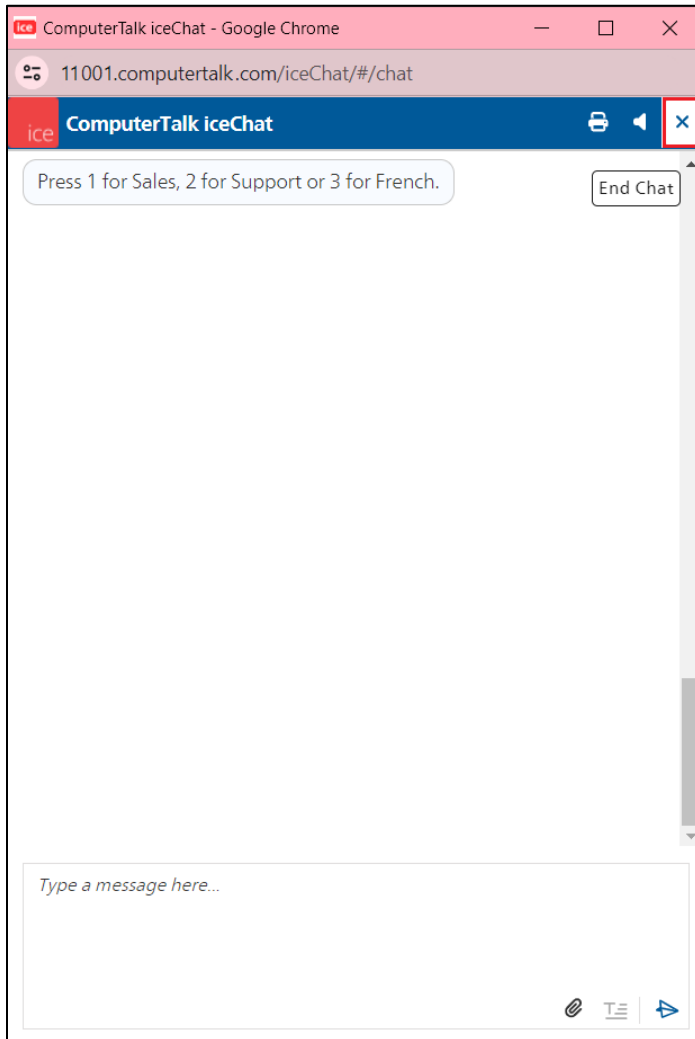 ice ComputerTalk iceChat - Google Chrome
11001.computertalk.com/iceChat/#/chat
ice ComputerTalk iceChat
Press 1 for Sales, 2 for Support or 3 for French.
End Chat
Type a message here...